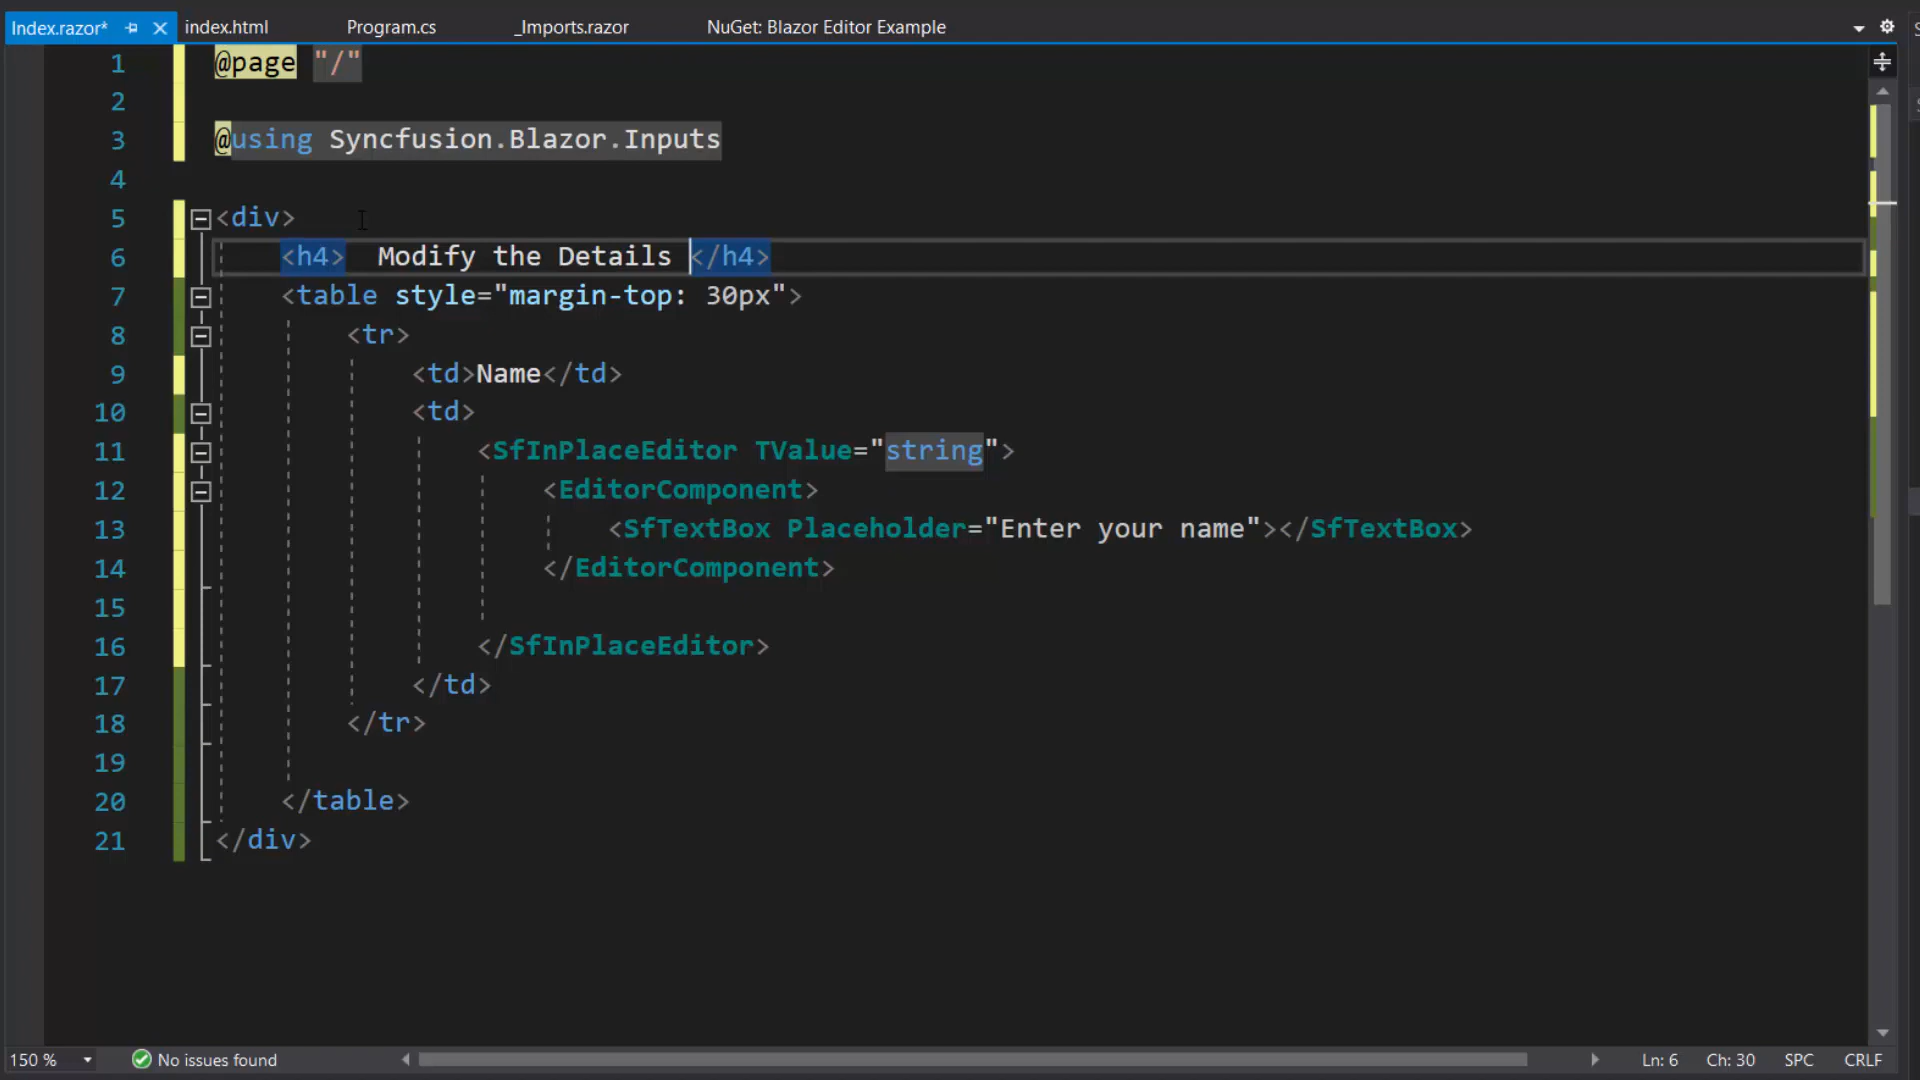 Index.razor* index.html Program.cs _Imports.razor NuGet: Blazor Editor Example
1 @page "/"
2
3 @using Syncfusion.Blazor.Inputs
4
5 <div>
6 <h4>  Modify the Details </h4>
7 <table style="margin-top: 30px">
8 <tr>
9 <td>Name</td>
10 <td>
11 <SfInPlaceEditor TValue="string">
12 <EditorComponent>
13 <SfTextBox Placeholder="Enter your name"></SfTextBox>
14 </EditorComponent>
15
16 </SfInPlaceEditor>
17 </td>
18 </tr>
19
20 </table>
21 </div>
150 % No issues found Ln: 6 Ch: 30 SPC CRLF